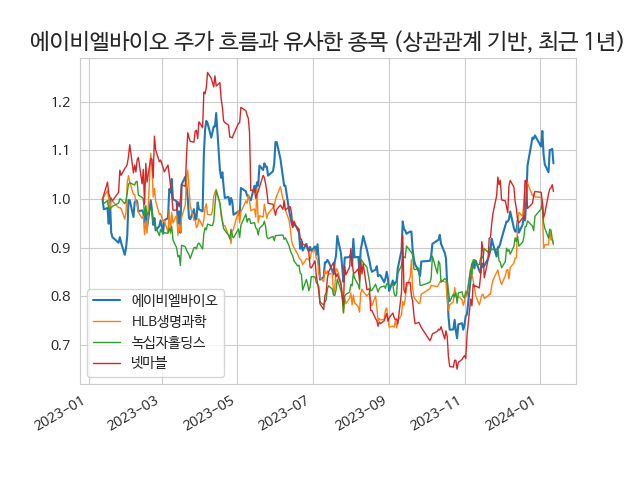 에이비엘바이오 주가 흐름과 유사한 종목 (상관관계 기반, 최근 1년)
1.2
1.1
1.0
0.9
0.8
0.7
에이비엘바이오
HLB생명과학
녹십자홀딩스
넷마블
2023-01
2023-03
2023-05
2023-07
2023-09
2023-11
2024-01